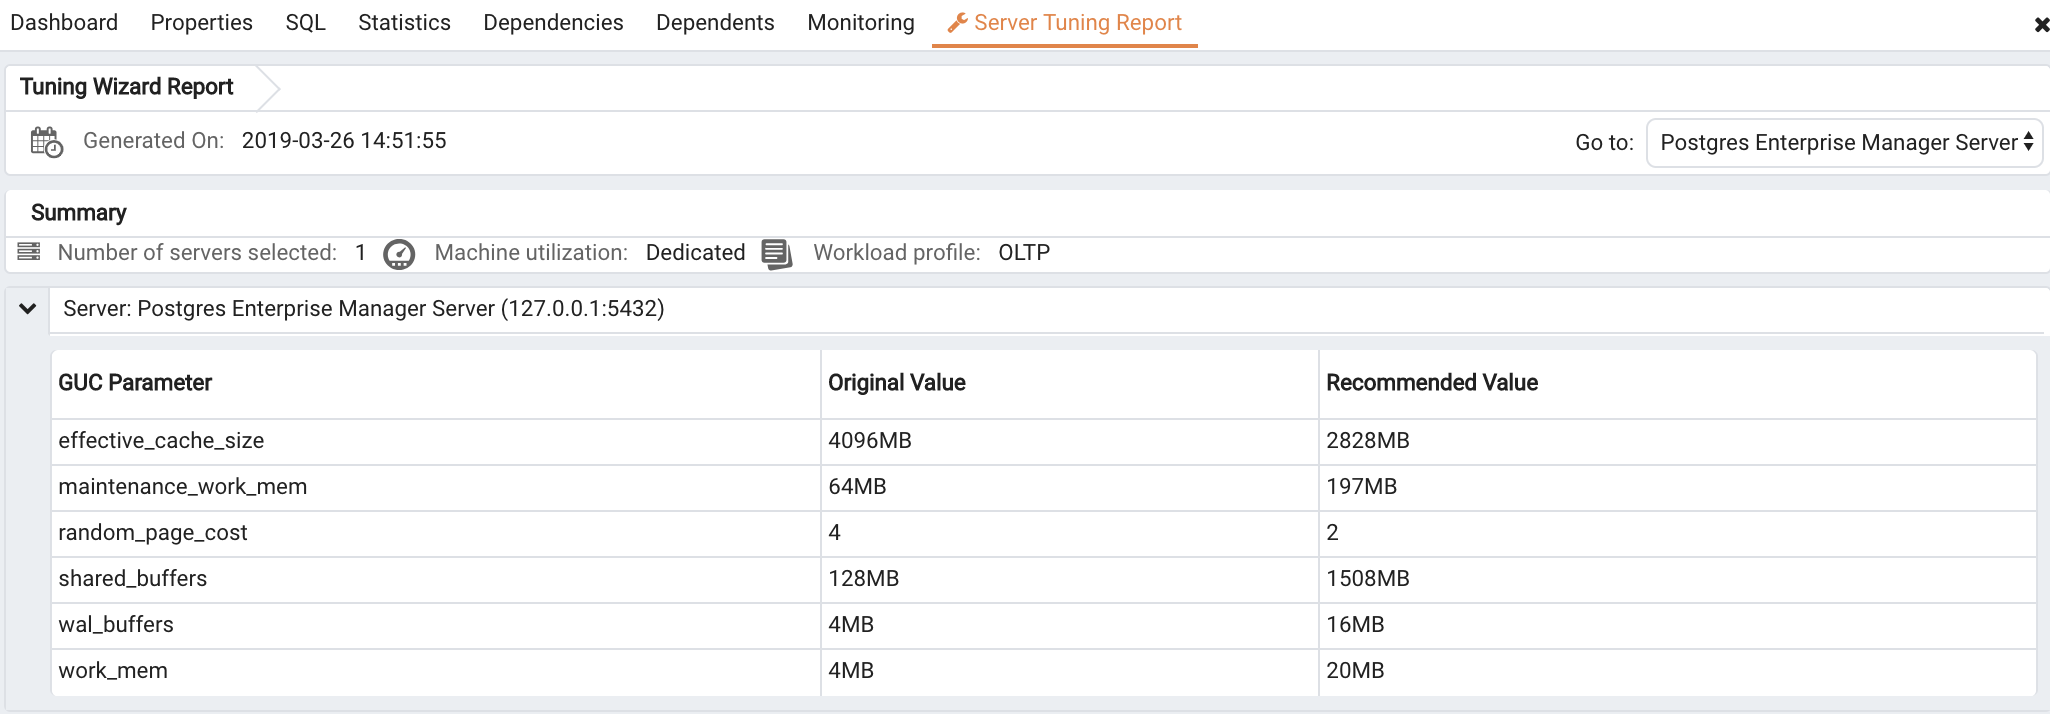 Dashboard Properties SQL Statistics Dependencies Dependents Monitoring Server Tuning Report
Tuning Wizard Report
Generated On: 2019-03-26 14:51:55 Go to: Postgres Enterprise Manager Server
Summary
Number of servers selected: 1 Machine utilization: Dedicated Workload profile: OLTP
Server: Postgres Enterprise Manager Server (127.0.0.1:5432)
GUC Parameter Original Value Recommended Value
effective_cache_size 4096MB 2828MB
maintenance_work_mem 64MB 197MB
random_page_cost 4 2
shared_buffers 128MB 1508MB
wal_buffers 4MB 16MB
work_mem 4MB 20MB